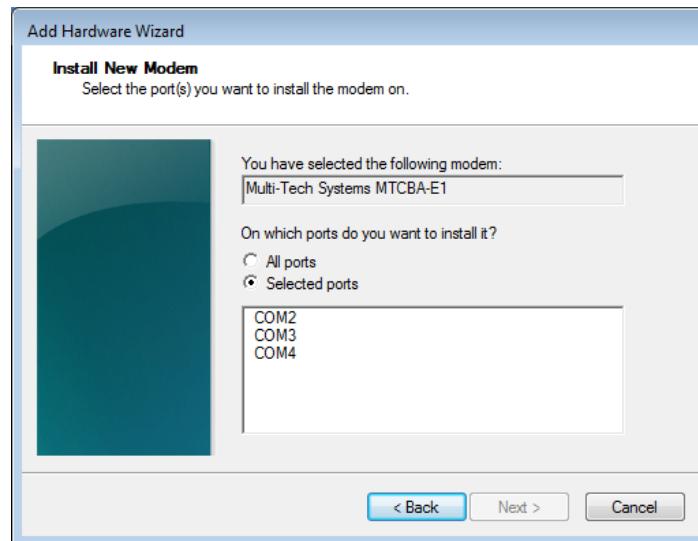 Add Hardware Wizard
Install New Modem
Select the port(s) you want to install the modem on.
You have selected the following modem:
Multi-Tech Systems MTCBA-E1
On which ports do you want to install it?
All ports
Selected ports
COM2
COM3
COM4
< Back
Next >
Cancel